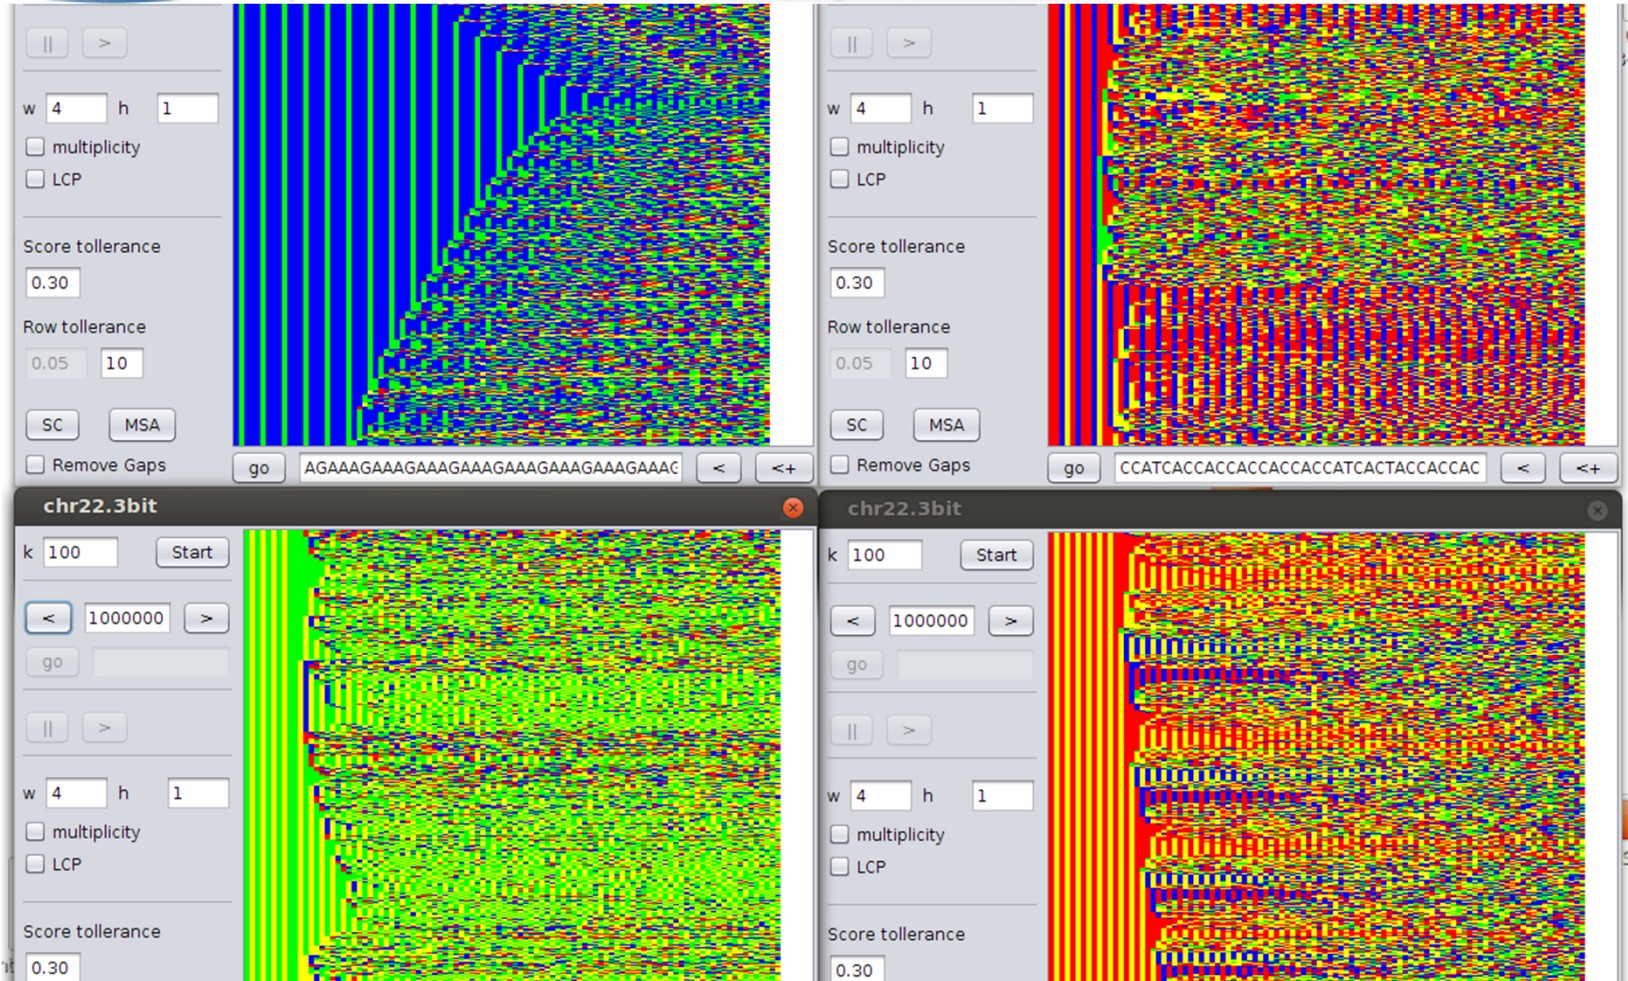 || >
w 4 h 1
multiplicity
LCP
Score tollerance
0.30
Row tollerance
0.05 10
SC MSA
Remove Gaps
go AGAAAGAAAGAAAGAAAGAAAGAAAGAAAGAAAG < <+
|| >
w 4 h 1
multiplicity
LCP
Score tollerance
0.30
Row tollerance
0.05 10
SC MSA
Remove Gaps
go CCATCACCACCACCACCACCATCACTACCACCAC < <+
chr22.3bit
k 100 Start
< 1000000 >
go
|| >
w 4 h 1
multiplicity
LCP
Score tollerance
0.30
chr22.3bit
k 100 Start
< 1000000 >
go
|| >
w 4 h 1
multiplicity
LCP
Score tollerance
0.30